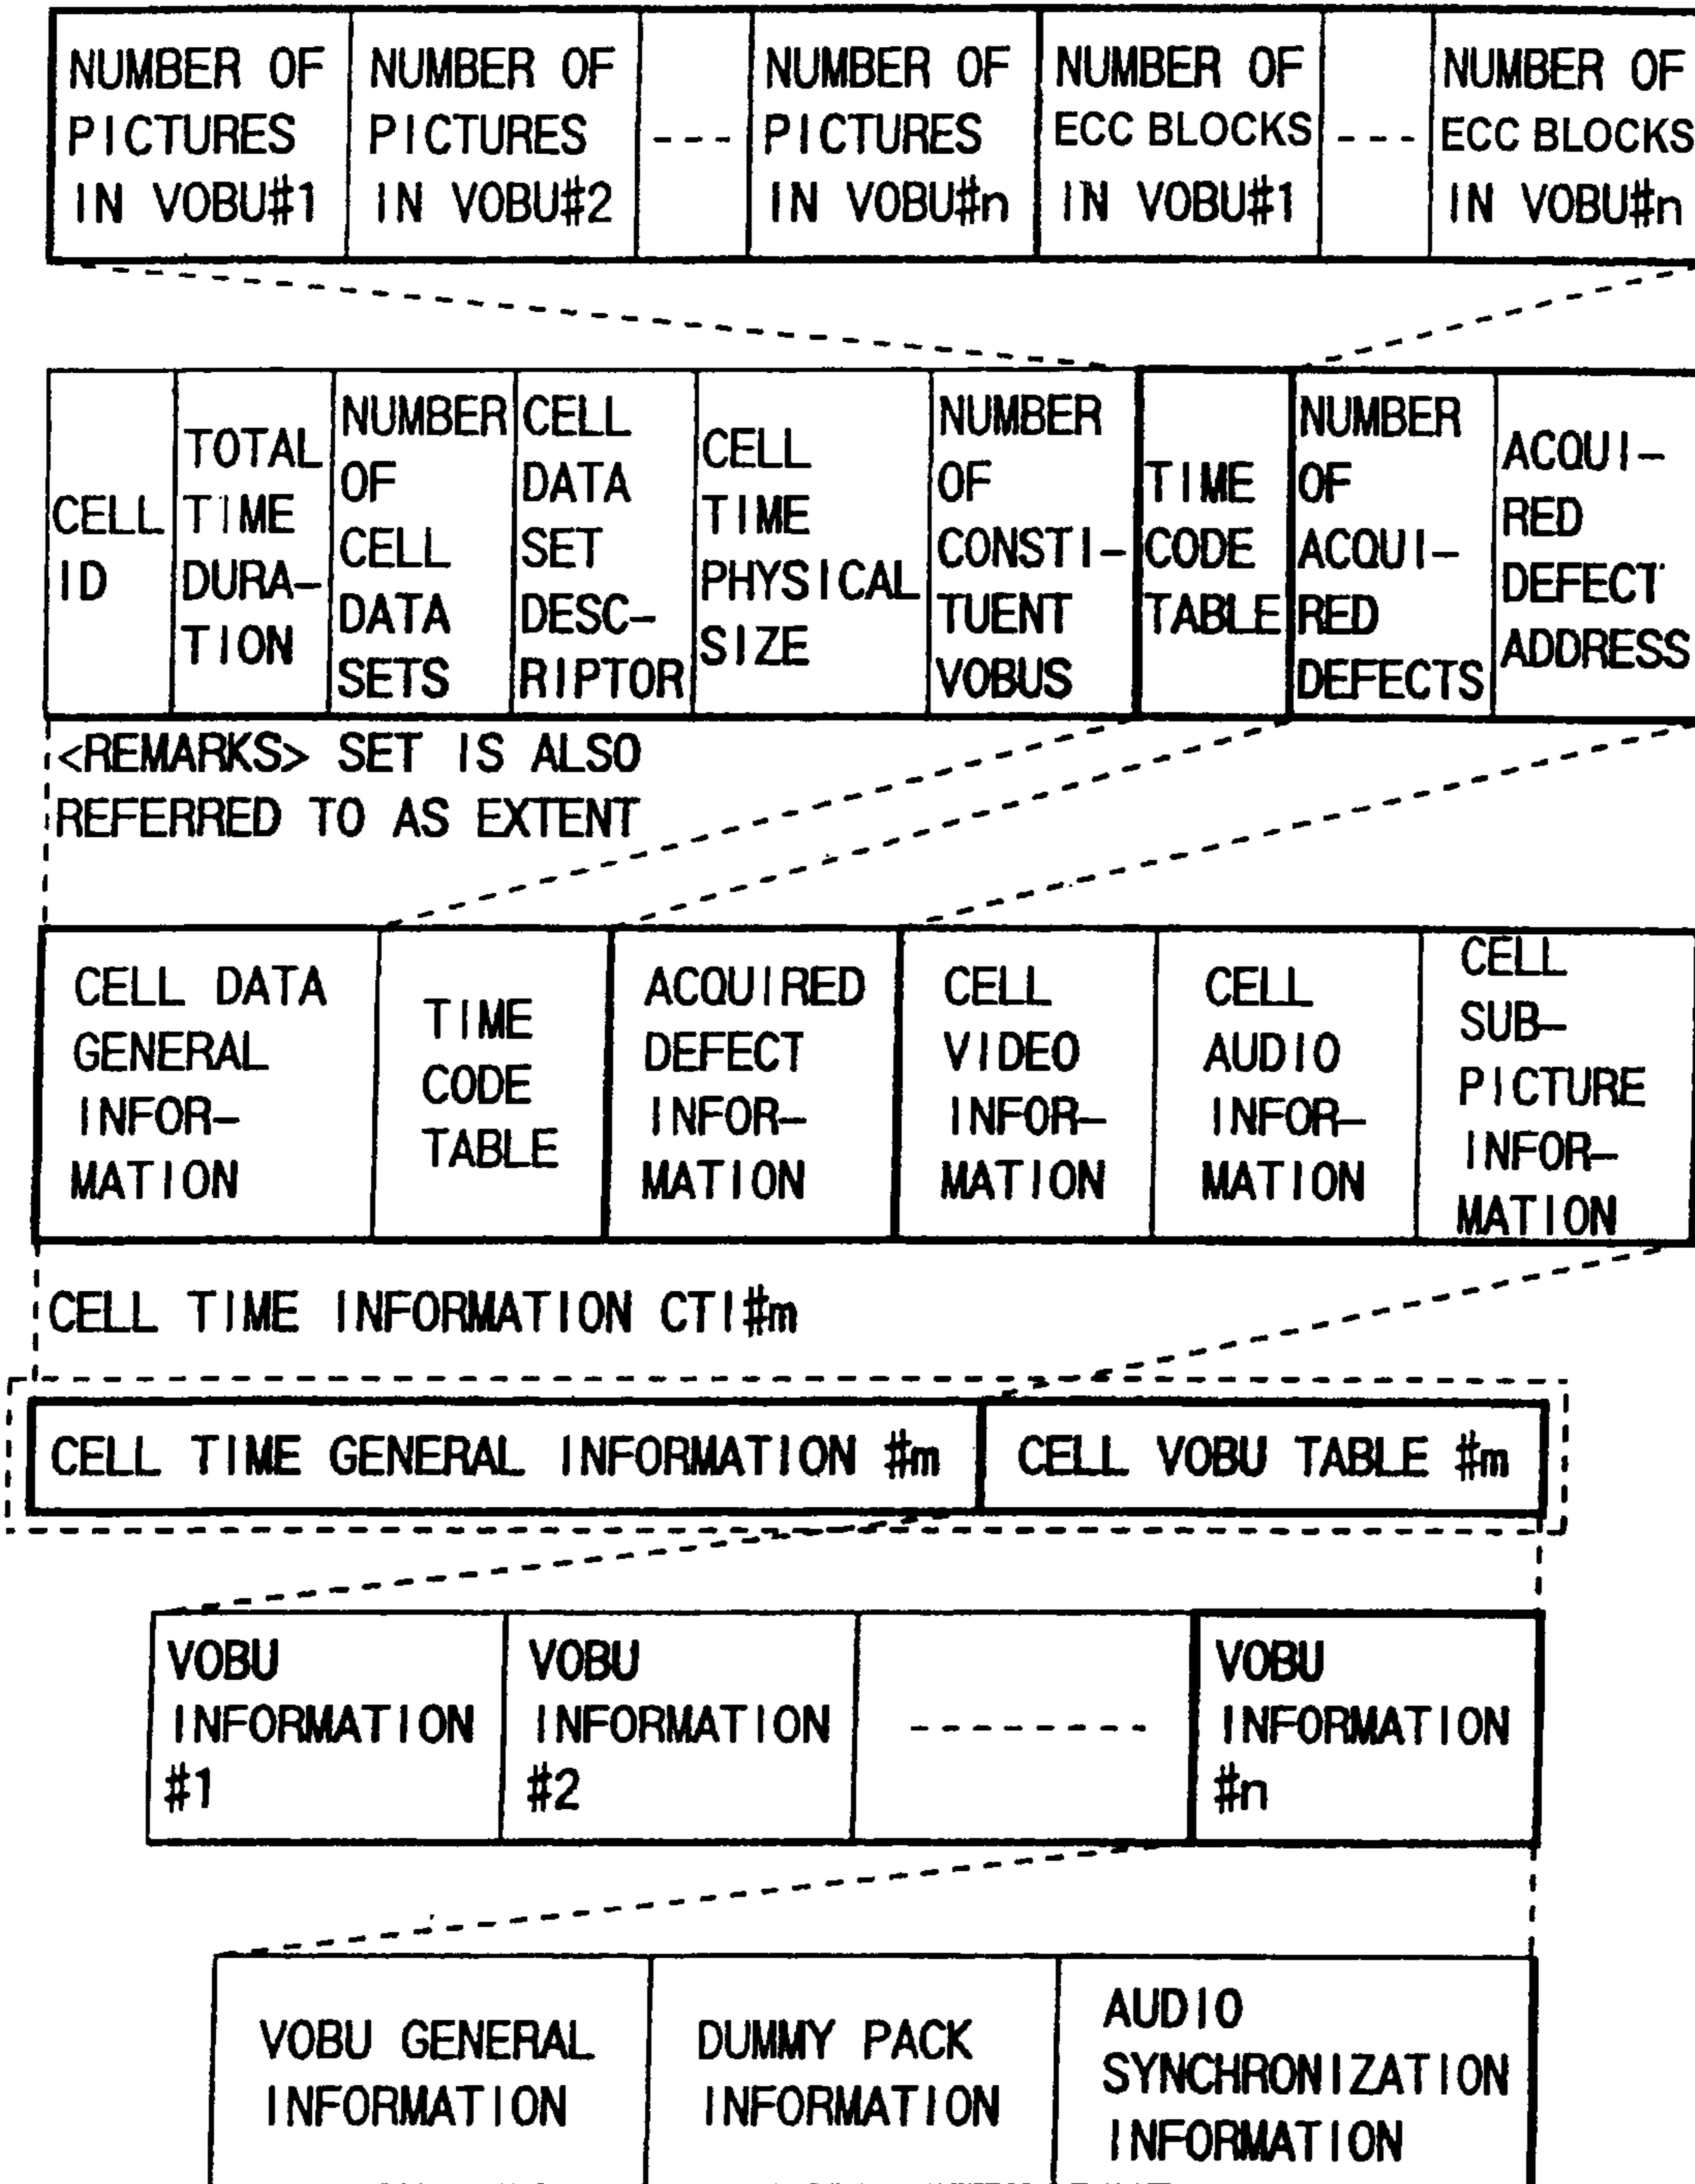 NUMBER OF
PICTURES
IN VOBU#1
NUMBER OF
PICTURES
IN VOBU#2
---
NUMBER OF
PICTURES
IN VOBU#n
NUMBER OF
ECC BLOCKS
IN VOBU#1
---
NUMBER OF
ECC BLOCKS
IN VOBU#n
CELL
ID
TOTAL
TIME
DURA-
TION
NUMBER
OF
CELL
DATA
SETS
CELL
DATA
SET
DESC-
RIPTOR
CELL
TIME
PHYSICAL
SIZE
NUMBER
OF
CONSTI-
TUENT
VOBUS
TIME
CODE
TABLE
NUMBER
OF
ACQUI-
RED
DEFECTS
ACQUI-
RED
DEFECT
ADDRESS
<REMARKS> SET IS ALSO
REFERRED TO AS EXTENT
CELL DATA
GENERAL
INFOR-
MATION
TIME
CODE
TABLE
ACQUIRED
DEFECT
INFOR-
MATION
CELL
VIDEO
INFOR-
MATION
CELL
AUDIO
INFOR-
MATION
CELL
SUB-
PICTURE
INFOR-
MATION
CELL TIME INFORMATION CTI#m
CELL TIME GENERAL INFORMATION #m
CELL VOBU TABLE #m
VOBU
INFORMATION
#1
VOBU
INFORMATION
#2
---------
VOBU
INFORMATION
#n
VOBU GENERAL
INFORMATION
DUMMY PACK
INFORMATION
AUDIO
SYNCHRONIZATION
INFORMATION